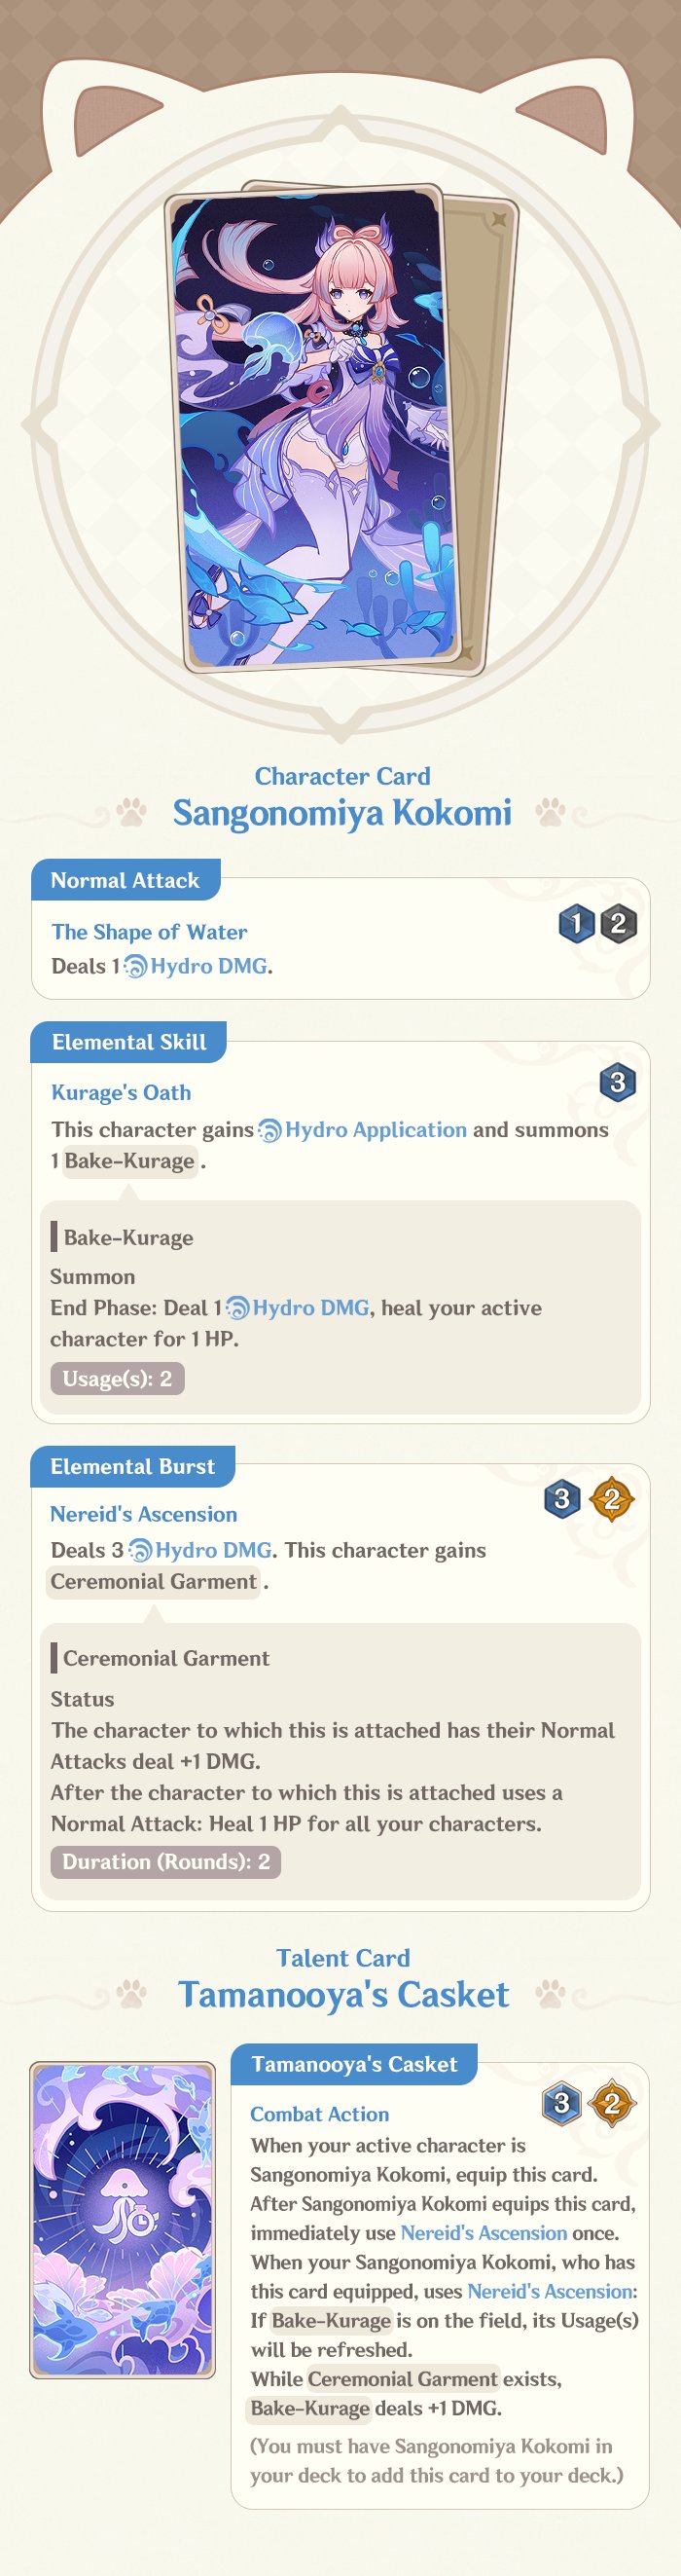 Character Card
Sangonomiya Kokomi
Normal Attack
The Shape of Water
1 2
Deals 1 Hydro DMG.
Elemental Skill
3
Kurage's Oath
This character gains Hydro Application and summons
1 Bake-Kurage .
Bake-Kurage
Summon
End Phase: Deal 1 Hydro DMG, heal your active
character for 1 HP.
Usage(s): 2
Elemental Burst
3 2
Nereid's Ascension
Deals 3 Hydro DMG. This character gains
Ceremonial Garment .
Ceremonial Garment
Status
The character to which this is attached has their Normal
Attacks deal +1 DMG.
After the character to which this is attached uses a
Normal Attack: Heal 1 HP for all your characters.
Duration (Rounds): 2
Talent Card
Tamanooya's Casket
Tamanooya's Casket
3 2
Combat Action
When your active character is
Sangonomiya Kokomi, equip this card.
After Sangonomiya Kokomi equips this card,
immediately use Nereid's Ascension once.
When your Sangonomiya Kokomi, who has
this card equipped, uses Nereid's Ascension:
If Bake-Kurage is on the field, its Usage(s)
will be refreshed.
While Ceremonial Garment exists,
Bake-Kurage deals +1 DMG.
(You must have Sangonomiya Kokomi in
your deck to add this card to your deck.)